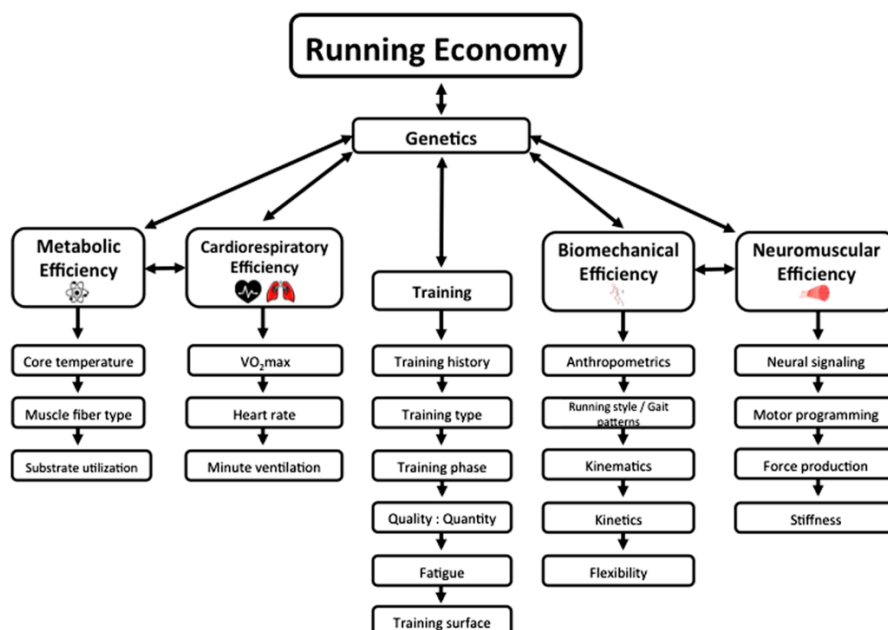 Running Economy
Genetics
Metabolic
Efficiency
Cardiorespiratory
Efficiency
Training
Biomechanical
Efficiency
Neuromuscular
Efficiency
Core temperature
Muscle fiber type
Substrate utilization
VO₂max
Heart rate
Minute ventilation
Training history
Training type
Training phase
Quality : Quantity
Fatigue
Training surface
Anthropometrics
Running style / Gait
patterns
Kinematics
Kinetics
Flexibility
Neural signaling
Motor programming
Force production
Stiffness